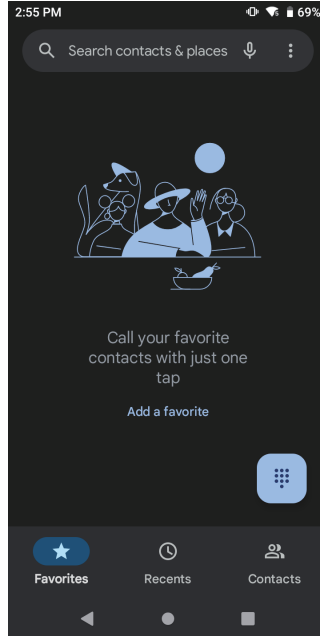 2:55 PM 69%
Search contacts & places
Call your favorite
contacts with just one
tap
Add a favorite
Favorites Recents Contacts